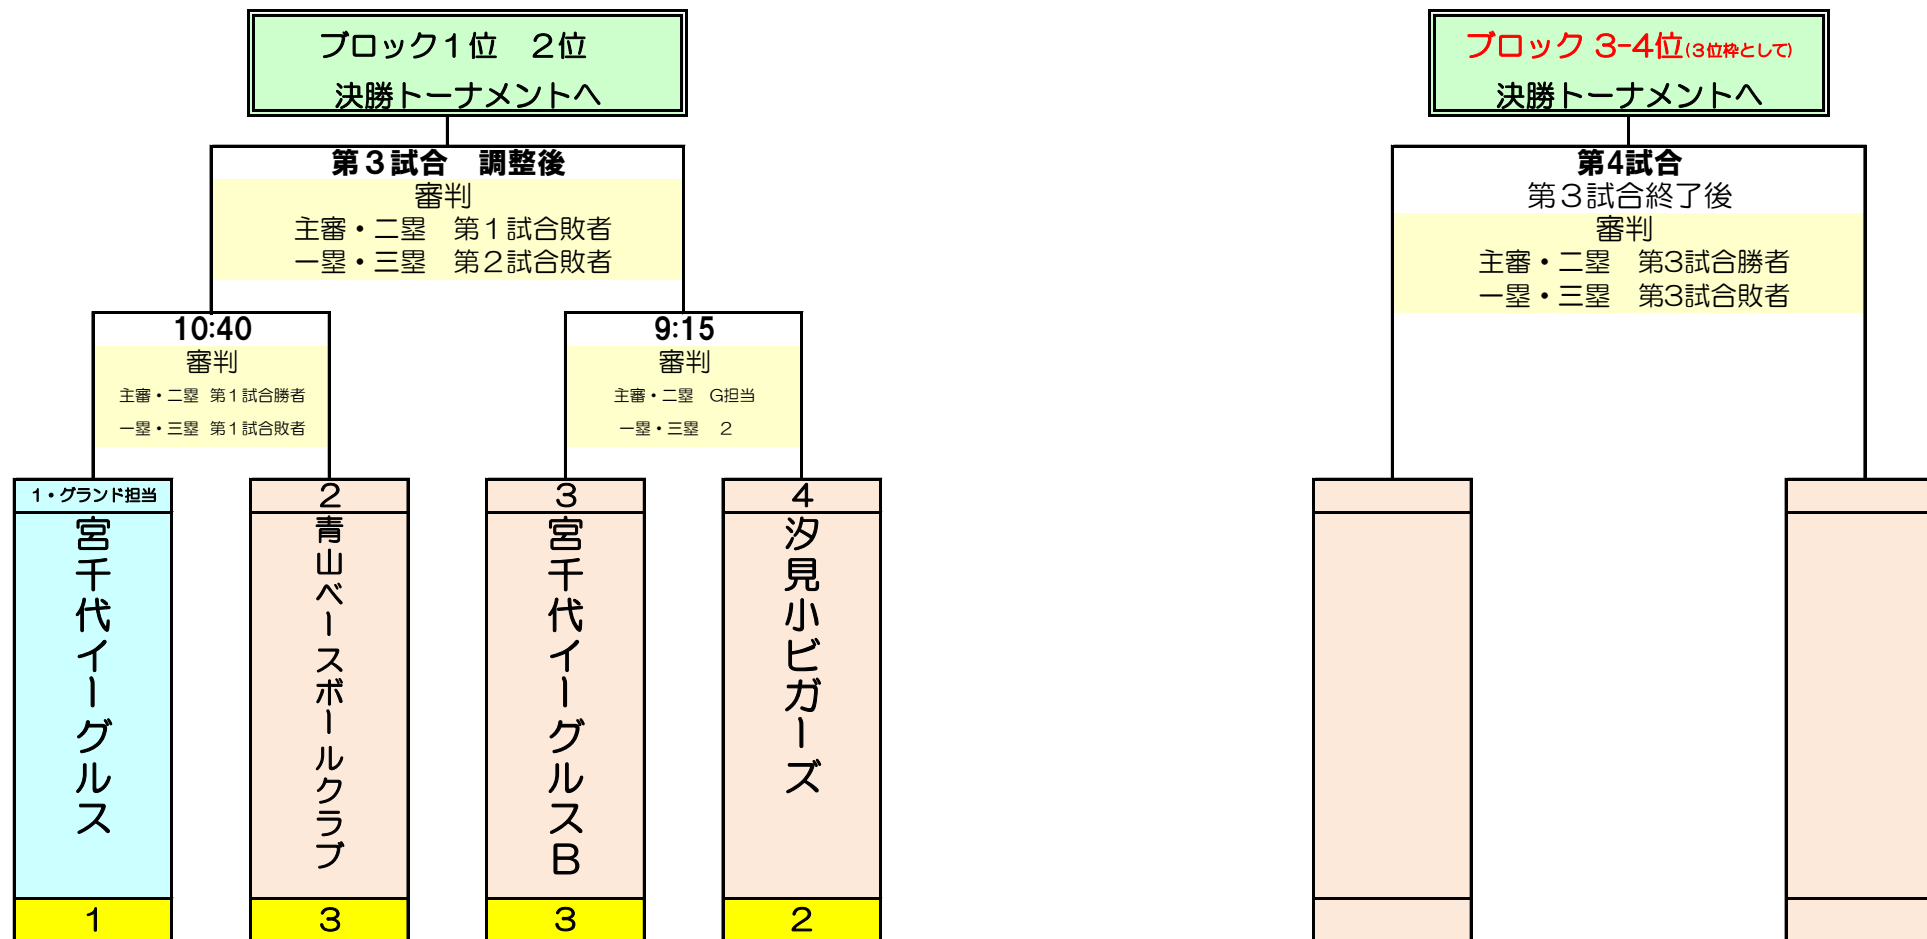 ブロック１位　２位
決勝トーナメントへ
第３試合　調整後
審判
主審・二塁　第１試合敗者
一塁・三塁　第２試合敗者
10:40
審判
主審・二塁 第１試合勝者
一塁・三塁 第１試合敗者
9:15
審判
主審・二塁　G担当
一塁・三塁　２
1・グランド担当
宮千代イーグルス
1
2
青山ベースボールクラブ
3
3
宮千代イーグルスＢ
3
4
汐見小ビガーズ
2
ブロック 3-4位(３位枠として)
決勝トーナメントへ
第4試合
第３試合終了後
審判
主審・二塁　第3試合勝者
一塁・三塁　第3試合敗者